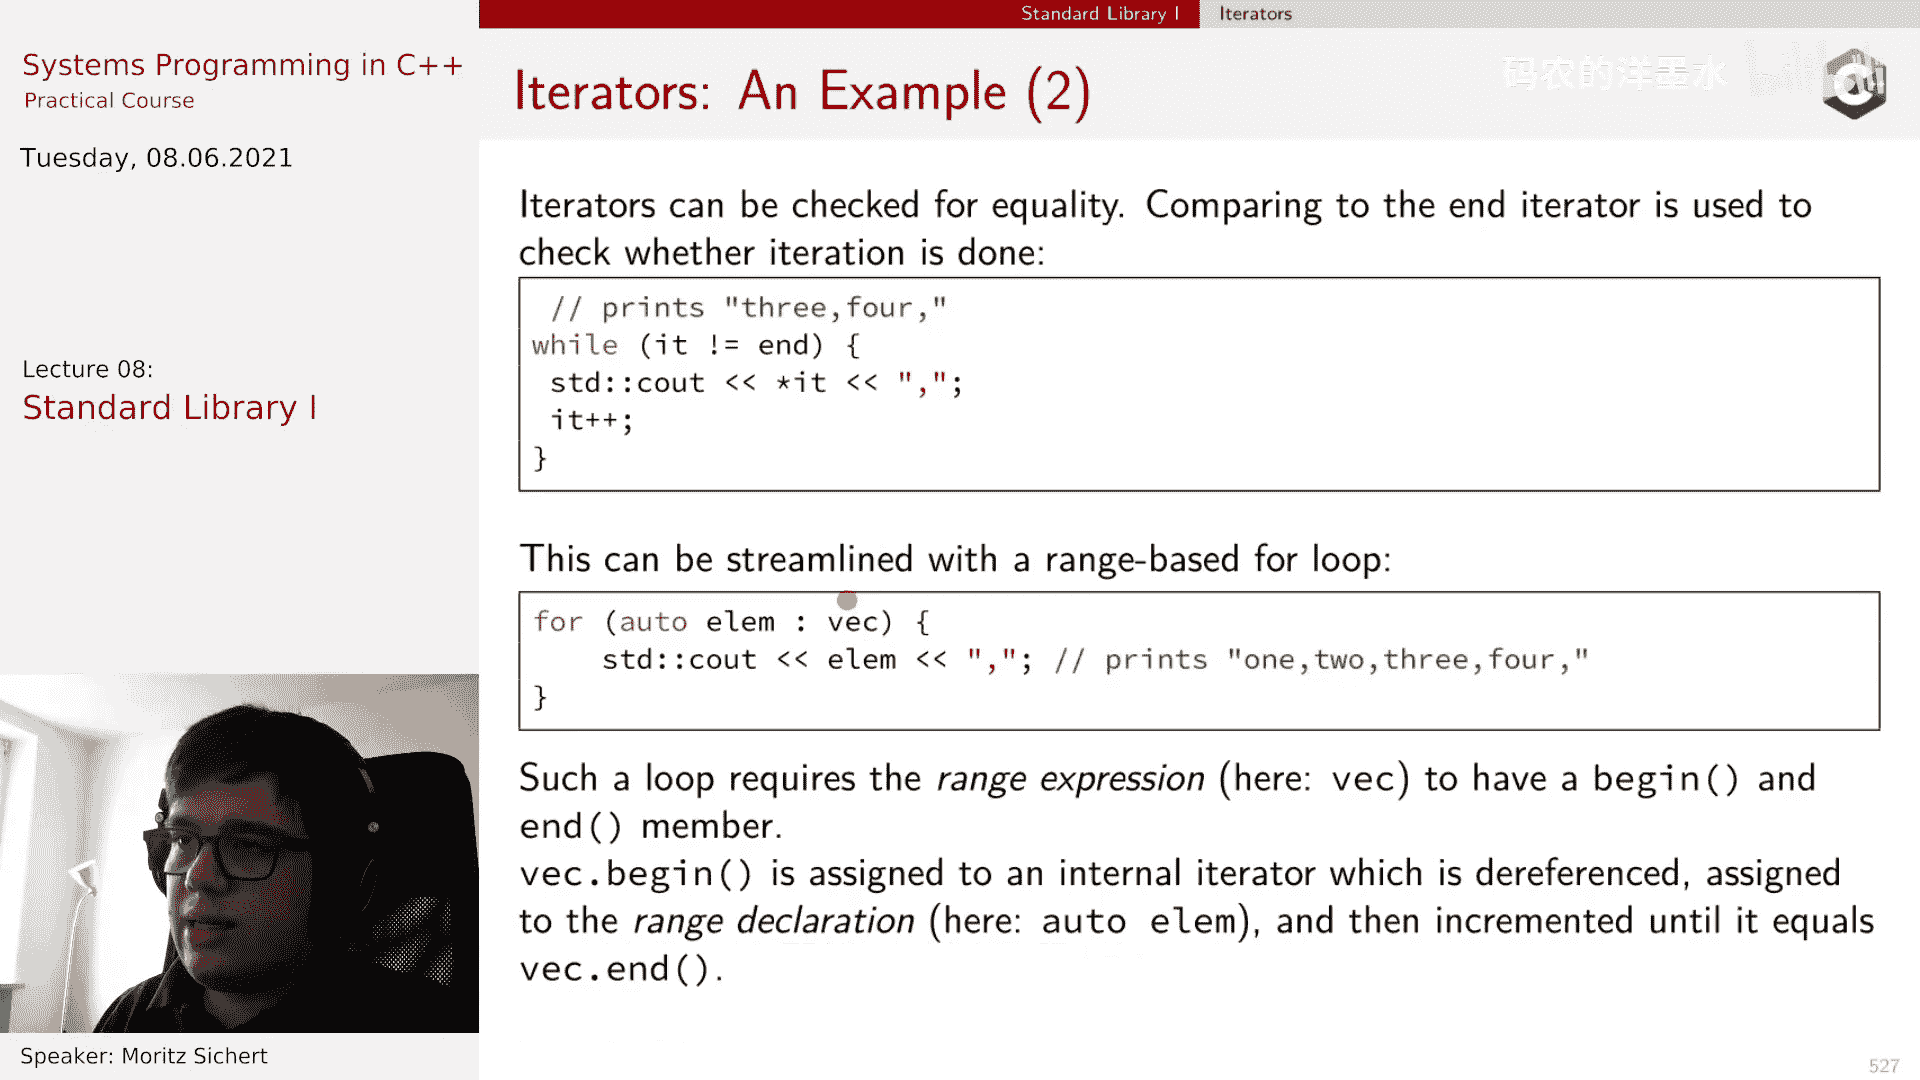 Standard Library I
Iterators
Systems Programming in C++
Practical Course
Tuesday, 08.06.2021
Lecture 08:
Standard Library I
Speaker: Moritz Sichert
Iterators: An Example (2)
码农的洋墨水
Iterators can be checked for equality. Comparing to the end iterator is used to
check whether iteration is done:
// prints "three,four,"
while (it != end) {
std::cout << *it << ",";
it++;
}
This can be streamlined with a range-based for loop:
for (auto elem : vec) {
std::cout << elem << ","; // prints "one,two,three,four,"
}
Such a loop requires the range expression (here: vec) to have a begin() and
end() member.
vec.begin() is assigned to an internal iterator which is dereferenced, assigned
to the range declaration (here: auto elem), and then incremented until it equals
vec.end().
527